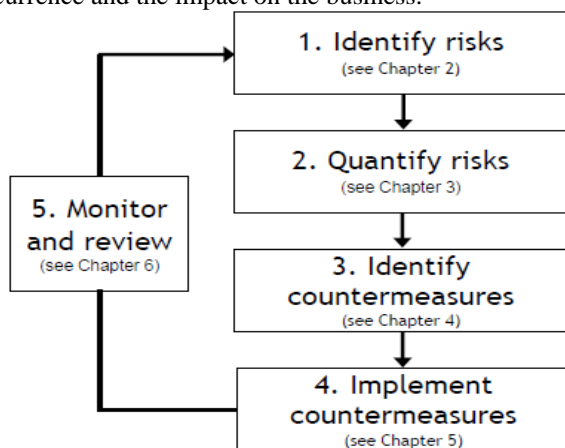 currence and the impact on the business.
1. Identify risks
(see Chapter 2)
2. Quantify risks
(see Chapter 3)
3. Identify
countermeasures
(see Chapter 4)
4. Implement
countermeasures
(see Chapter 5)
5. Monitor
and review
(see Chapter 6)